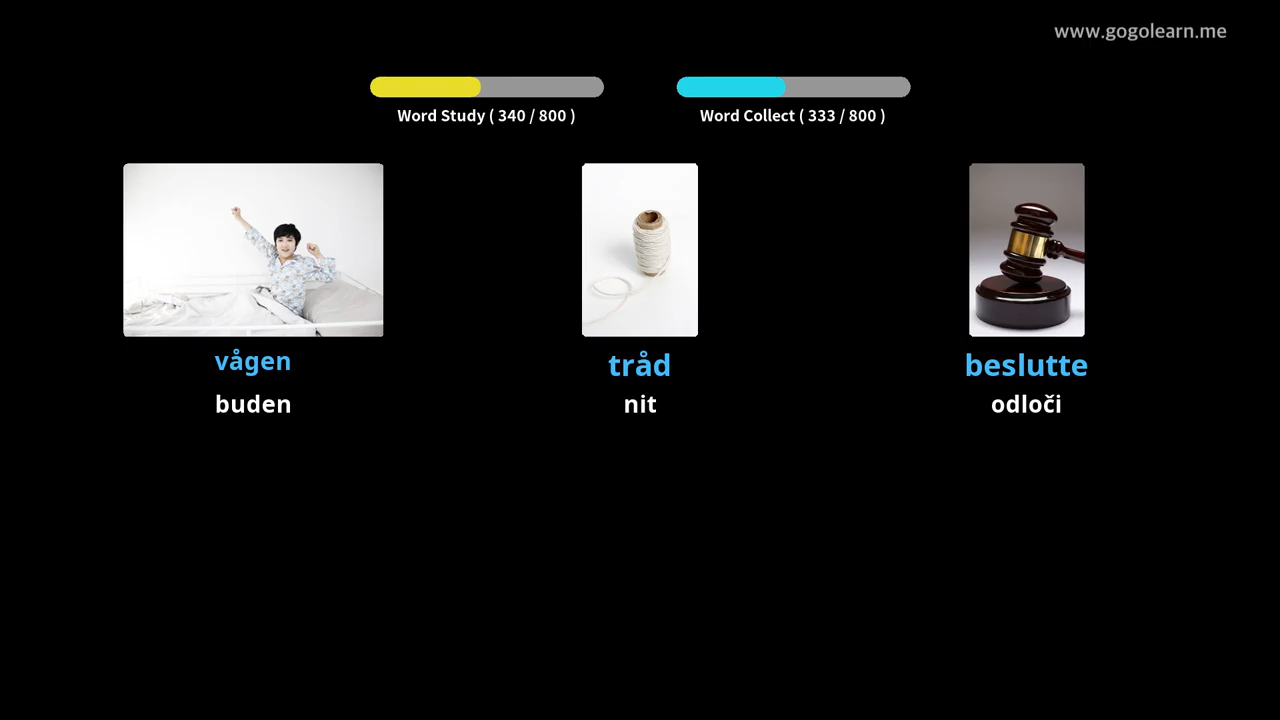 www.gogolearn.me
Word Study ( 340 / 800 )
Word Collect ( 333 / 800 )
vågen
tråd
beslutte
buden
nit
odloči